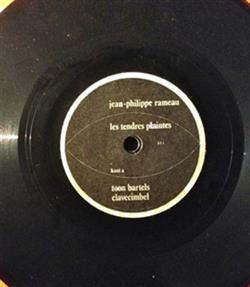 jean-philippe rameau
les tendres plaintes
kant a
toon bartels
clavecimbel